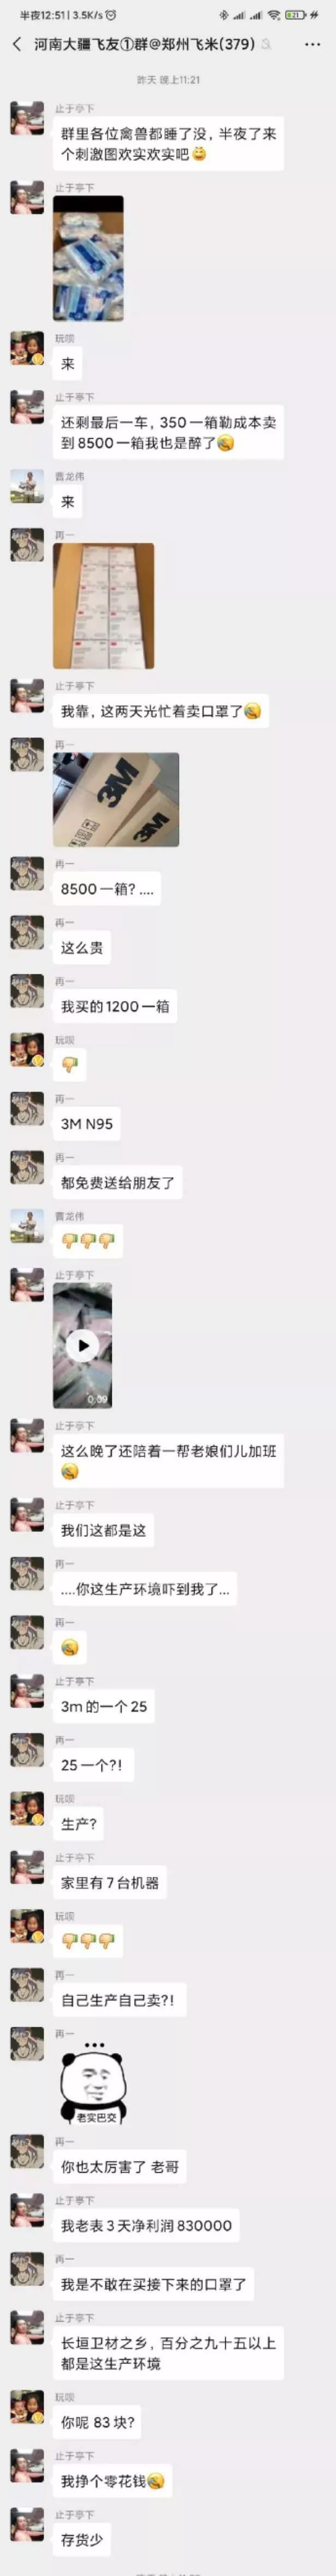 半夜12:51 | 3.5K/s
21
河南大疆飞友①群@郑州飞米(379)
昨天 晚上11:21
止于亭下
群里各位禽兽都睡了没，半夜了来
个刺激图欢实欢实吧
止于亭下
玩呗
来
止于亭下
还剩最后一车，350一箱勒成本卖
到8500一箱我也是醉了
曹龙伟
来
再一
止于亭下
我靠，这两天光忙着卖口罩了
再一
3M
3M
再一
8500一箱? ....
再一
这么贵
再一
我买的1200一箱
玩呗
再一
3M N95
再一
都免费送给朋友了
曹龙伟
止于亭下
0:09
止于亭下
这么晚了还陪着一帮老娘们儿加班
止于亭下
我们这都是这
再一
....你这生产环境吓到我了...
再一
止于亭下
3m的一个25
再一
25一个?!
玩呗
生产?
止于亭下
家里有7台机器
玩呗
再一
自己生产自己卖?!
再一
老实巴交
再一
你也太厉害了 老哥
止于亭下
我老表3天净利润830000
再一
我是不敢在买接下来的口罩了
止于亭下
长垣卫材之乡，百分之九十五以上
都是这生产环境
玩呗
你呢 83块?
止于亭下
我挣个零花钱
止于亭下
存货少